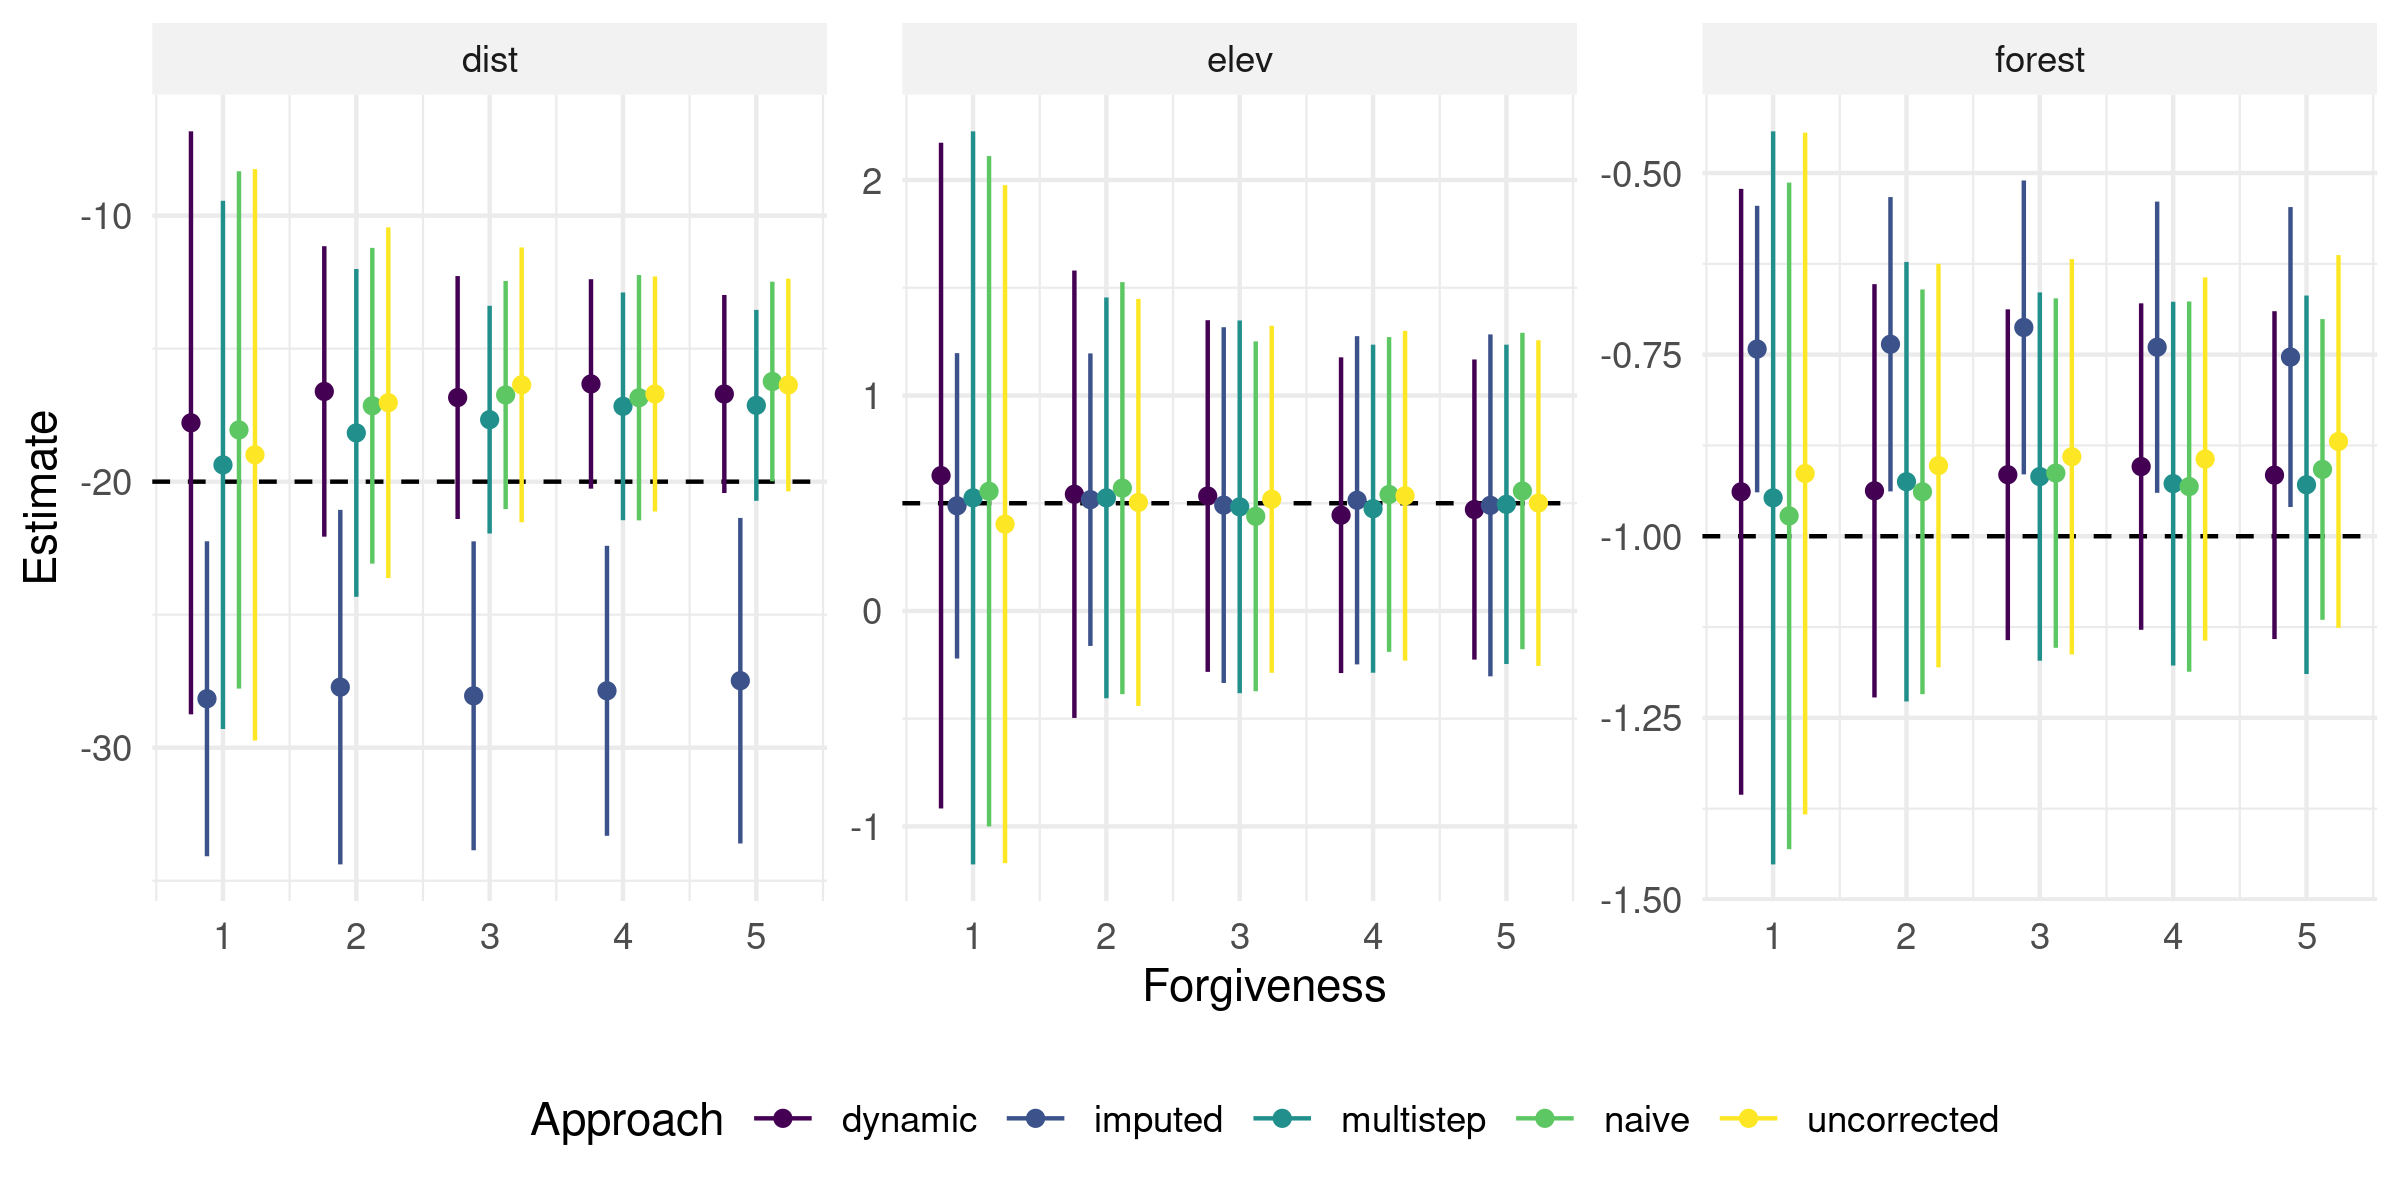 dist elev forest
Estimate
-10
-20
-30
2
1
0
-1
-0.50
-0.75
-1.00
-1.25
-1.50
1 2 3 4 5 1 2 3 4 5 1 2 3 4 5
Forgiveness
Approach dynamic imputed multistep naive uncorrected